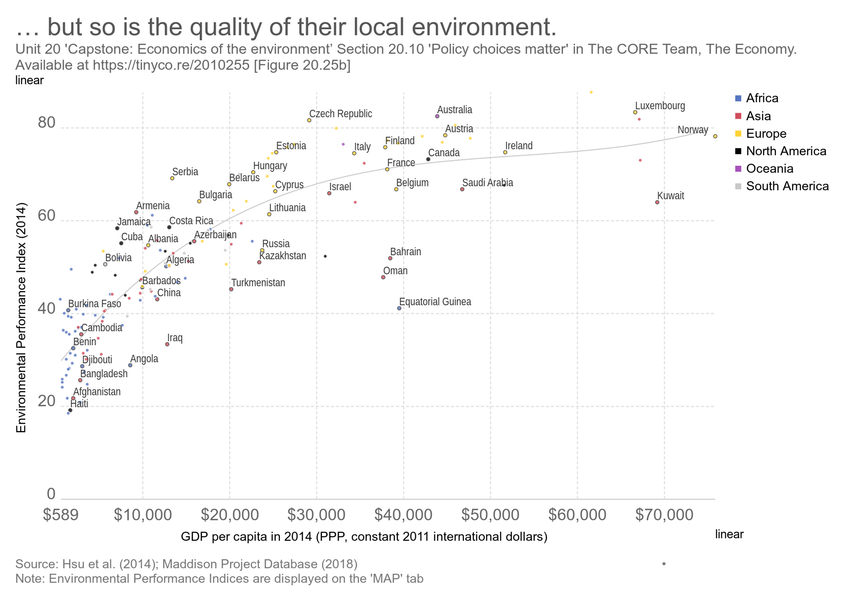 … but so is the quality of their local environment.
Unit 20 'Capstone: Economics of the environment’ Section 20.10 'Policy choices matter' in The CORE Team, The Economy.
Available at https://tinyco.re/2010255 [Figure 20.25b]
linear
Africa
Asia
Europe
North America
Oceania
South America
Environmental Performance Index (2014)
80
60
40
20
0
Luxembourg
Czech Republic
Australia
Norway
Austria
Estonia
Italy
Finland
Ireland
Canada
Serbia
Hungary
France
Belarus
Cyprus
Israel
Belgium
Saudi Arabia
Bulgaria
Kuwait
Armenia
Lithuania
Jamaica
Costa Rica
Cuba
Albania
Azerbaijan
Russia
Bolivia
Algeria
Kazakhstan
Bahrain
Oman
Barbados
China
Turkmenistan
Burkina Faso
Equatorial Guinea
Cambodia
Benin
Iraq
Djibouti
Angola
Bangladesh
Afghanistan
Haiti
$589 $10,000 $20,000 $30,000 $40,000 $50,000 $60,000 $70,000
GDP per capita in 2014 (PPP, constant 2011 international dollars)
linear
Source: Hsu et al. (2014); Maddison Project Database (2018)
Note: Environmental Performance Indices are displayed on the 'MAP' tab